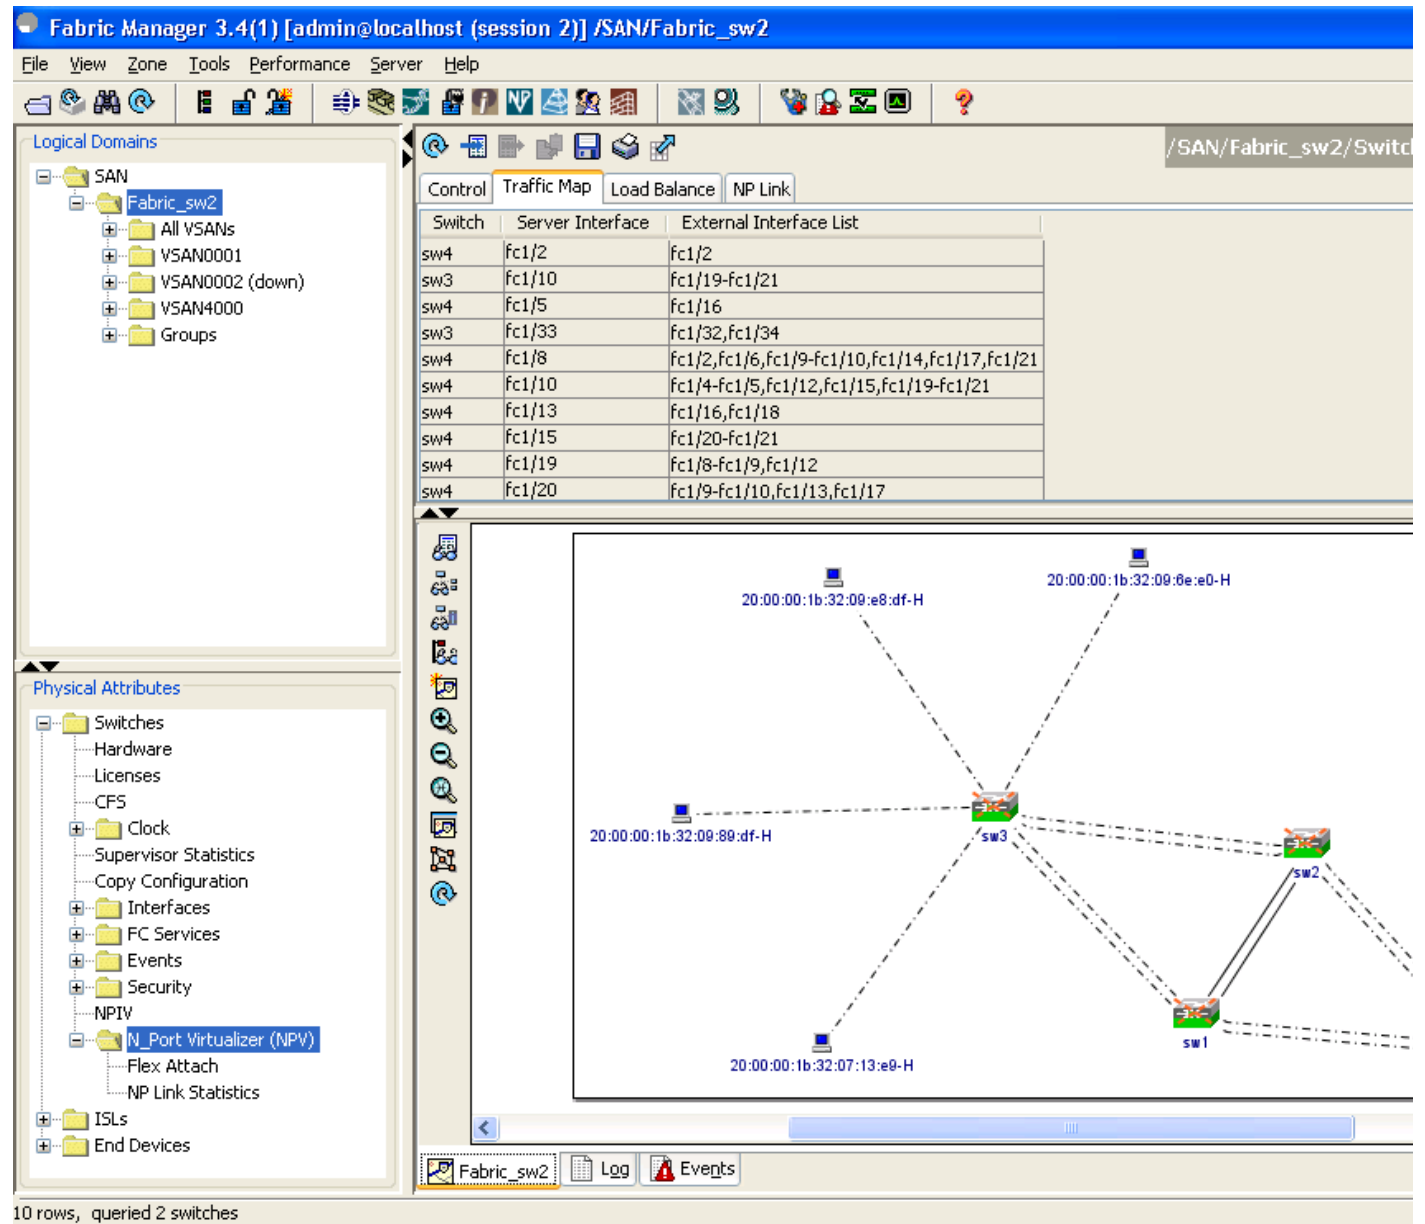 Fabric Manager 3.4(1) [admin@localhost (session 2)] /SAN/Fabric_sw2
File View Zone Tools Performance Server Help
Logical Domains
SAN
Fabric_sw2
All VSANs
VSAN0001
VSAN0002 (down)
VSAN4000
Groups
Physical Attributes
Switches
Hardware
Licenses
CFS
Clock
Supervisor Statistics
Copy Configuration
Interfaces
FC Services
Events
Security
NPIV
N_Port Virtualizer (NPV)
Flex Attach
NP Link Statistics
ISLs
End Devices
/SAN/Fabric_sw2/Switc
Control Traffic Map Load Balance NP Link
Switch Server Interface External Interface List
sw4 fc1/2 fc1/2
sw3 fc1/10 fc1/19-fc1/21
sw4 fc1/5 fc1/16
sw3 fc1/33 fc1/32,fc1/34
sw4 fc1/8 fc1/2,fc1/6,fc1/9-fc1/10,fc1/14,fc1/17,fc1/21
sw4 fc1/10 fc1/4-fc1/5,fc1/12,fc1/15,fc1/19-fc1/21
sw4 fc1/13 fc1/16,fc1/18
sw4 fc1/15 fc1/20-fc1/21
sw4 fc1/19 fc1/8-fc1/9,fc1/12
sw4 fc1/20 fc1/9-fc1/10,fc1/13,fc1/17
20:00:00:1b:32:09:6e:e0-H
20:00:00:1b:32:09:e8:df-H
20:00:00:1b:32:09:89:df-H
sw3
sw2
sw1
20:00:00:1b:32:07:13:e9-H
Fabric_sw2 Log Events
10 rows, queried 2 switches